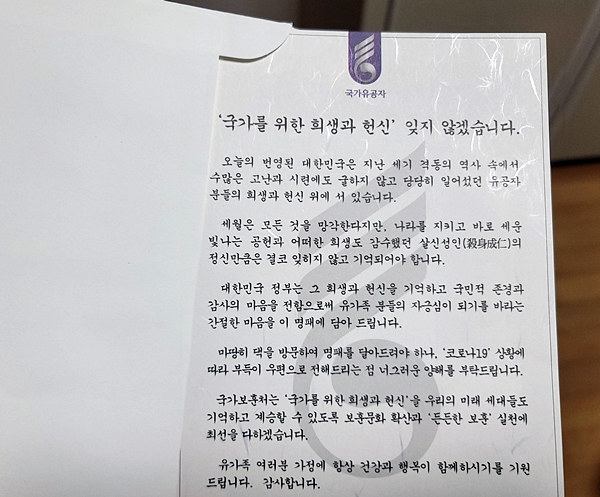 국가유공자
‘국가를 위한 희생과 헌신’ 잊지 않겠습니다.
오늘의 번영된 대한민국은 지난 세기 격동의 역사 속에서
수많은 고난과 시련에도 굴하지 않고 당당히 일어섰던 유공자
분들의 희생과 헌신 위에 서 있습니다.
세월은 모든 것을 망각한다지만, 나라를 지키고 바로 세운
빛나는 공헌과 어떠한 희생도 감수했던 살신성인(殺身成仁)의
정신만큼은 결코 잊히지 않고 기억되어야 합니다.
대한민국 정부는 그 희생과 헌신을 기억하고 국민적 존경과
감사의 마음을 전함으로써 유가족 분들의 자긍심이 되기를 바라는
간절한 마음을 이 명패에 담아 드립니다.
마땅히 댁을 방문하여 명패를 달아드려야 하나, ‘코로나19’ 상황에
따라 부득이 우편으로 전해드리는 점 너그러운 양해를 부탁드립니다.
국가보훈처는 ‘국가를 위한 희생과 헌신’을 우리의 미래 세대들도
기억하고 계승할 수 있도록 보훈문화 확산과 ‘든든한 보훈’ 실천에
최선을 다하겠습니다.
유가족 여러분 가정에 항상 건강과 행복이 함께하시기를 기원
드립니다. 감사합니다.